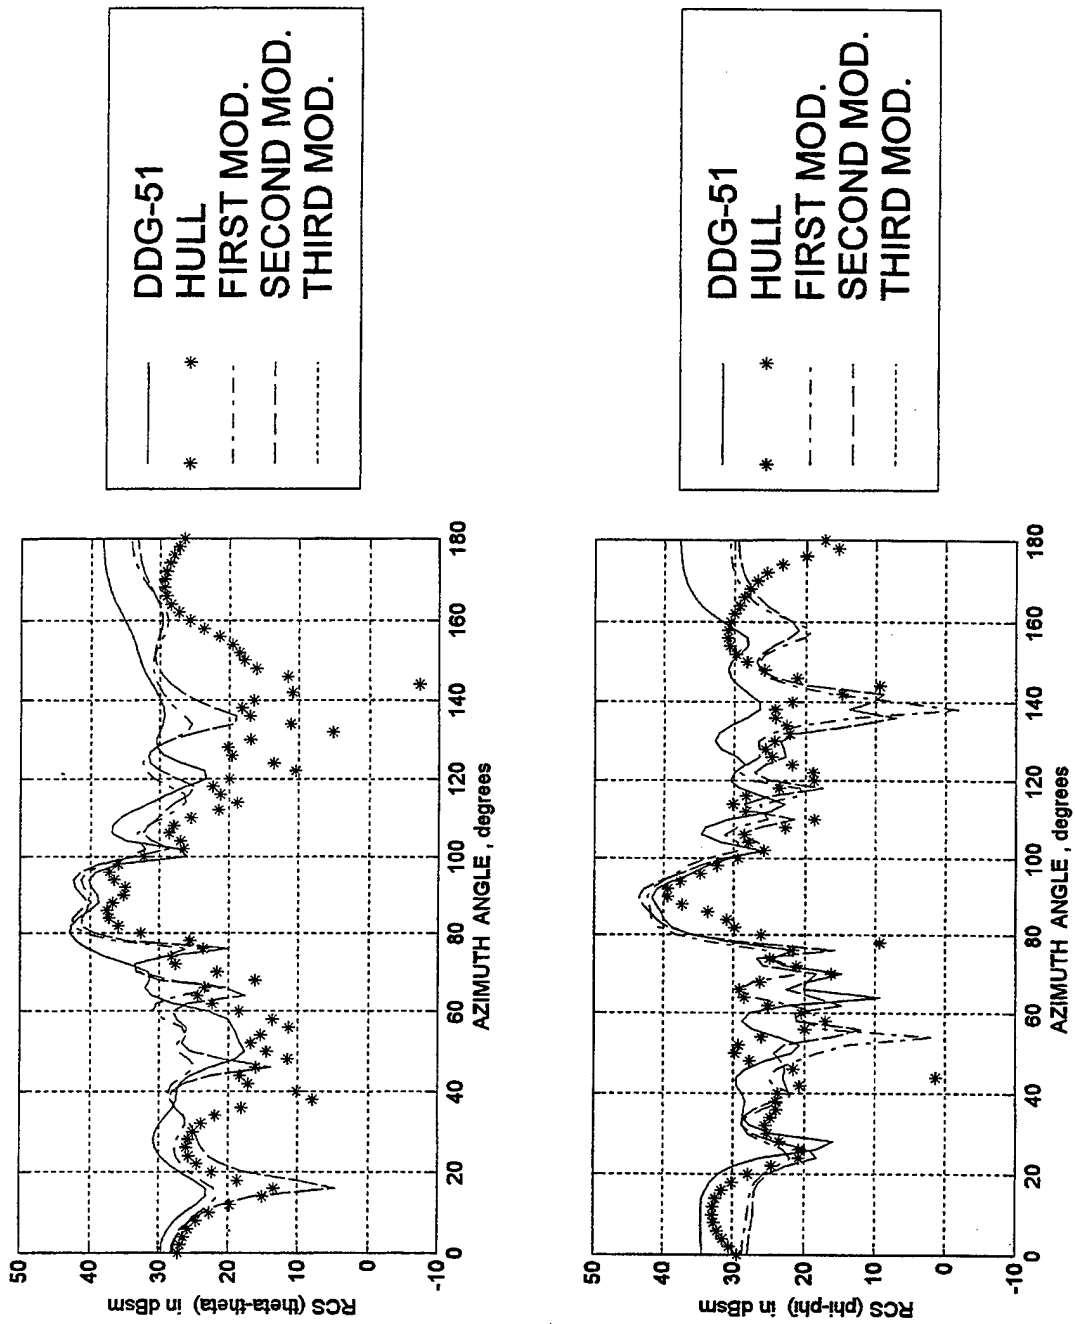 DDG-51
HULL
FIRST MOD.
SECOND MOD.
THIRD MOD.
50
40
30
20
10
0
-10
RCS (theta-theta) in dBsm
0
20
40
60
80
100
120
140
160
180
AZIMUTH ANGLE , degrees
DDG-51
HULL
FIRST MOD.
SECOND MOD.
THIRD MOD.
50
40
30
20
10
0
-10
RCS (phi-phi) in dBsm
0
20
40
60
80
100
120
140
160
180
AZIMUTH ANGLE , degrees